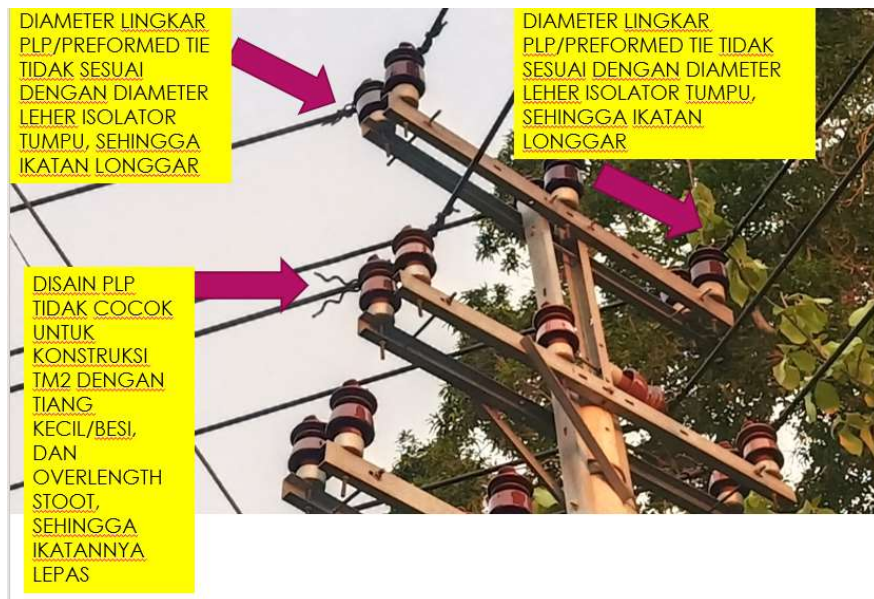 DIAMETER LINGKAR
PLP/PREFORMED TIE
TIDAK SESUAI
DENGAN DIAMETER
LEHER ISOLATOR
TUMPU, SEHINGGA
IKATAN LONGGAR
DIAMETER LINGKAR
PLP/PREFORMED TIE TIDAK
SESUAI DENGAN DIAMETER
LEHER ISOLATOR TUMPU,
SEHINGGA IKATAN
LONGGAR
DISAIN PLP
TIDAK COCOK
UNTUK
KONSTRUKSI
TM2 DENGAN
TIANG
KECIL/BESI,
DAN
OVERLENGTH
STOOT,
SEHINGGA
IKATANNYA
LEPAS